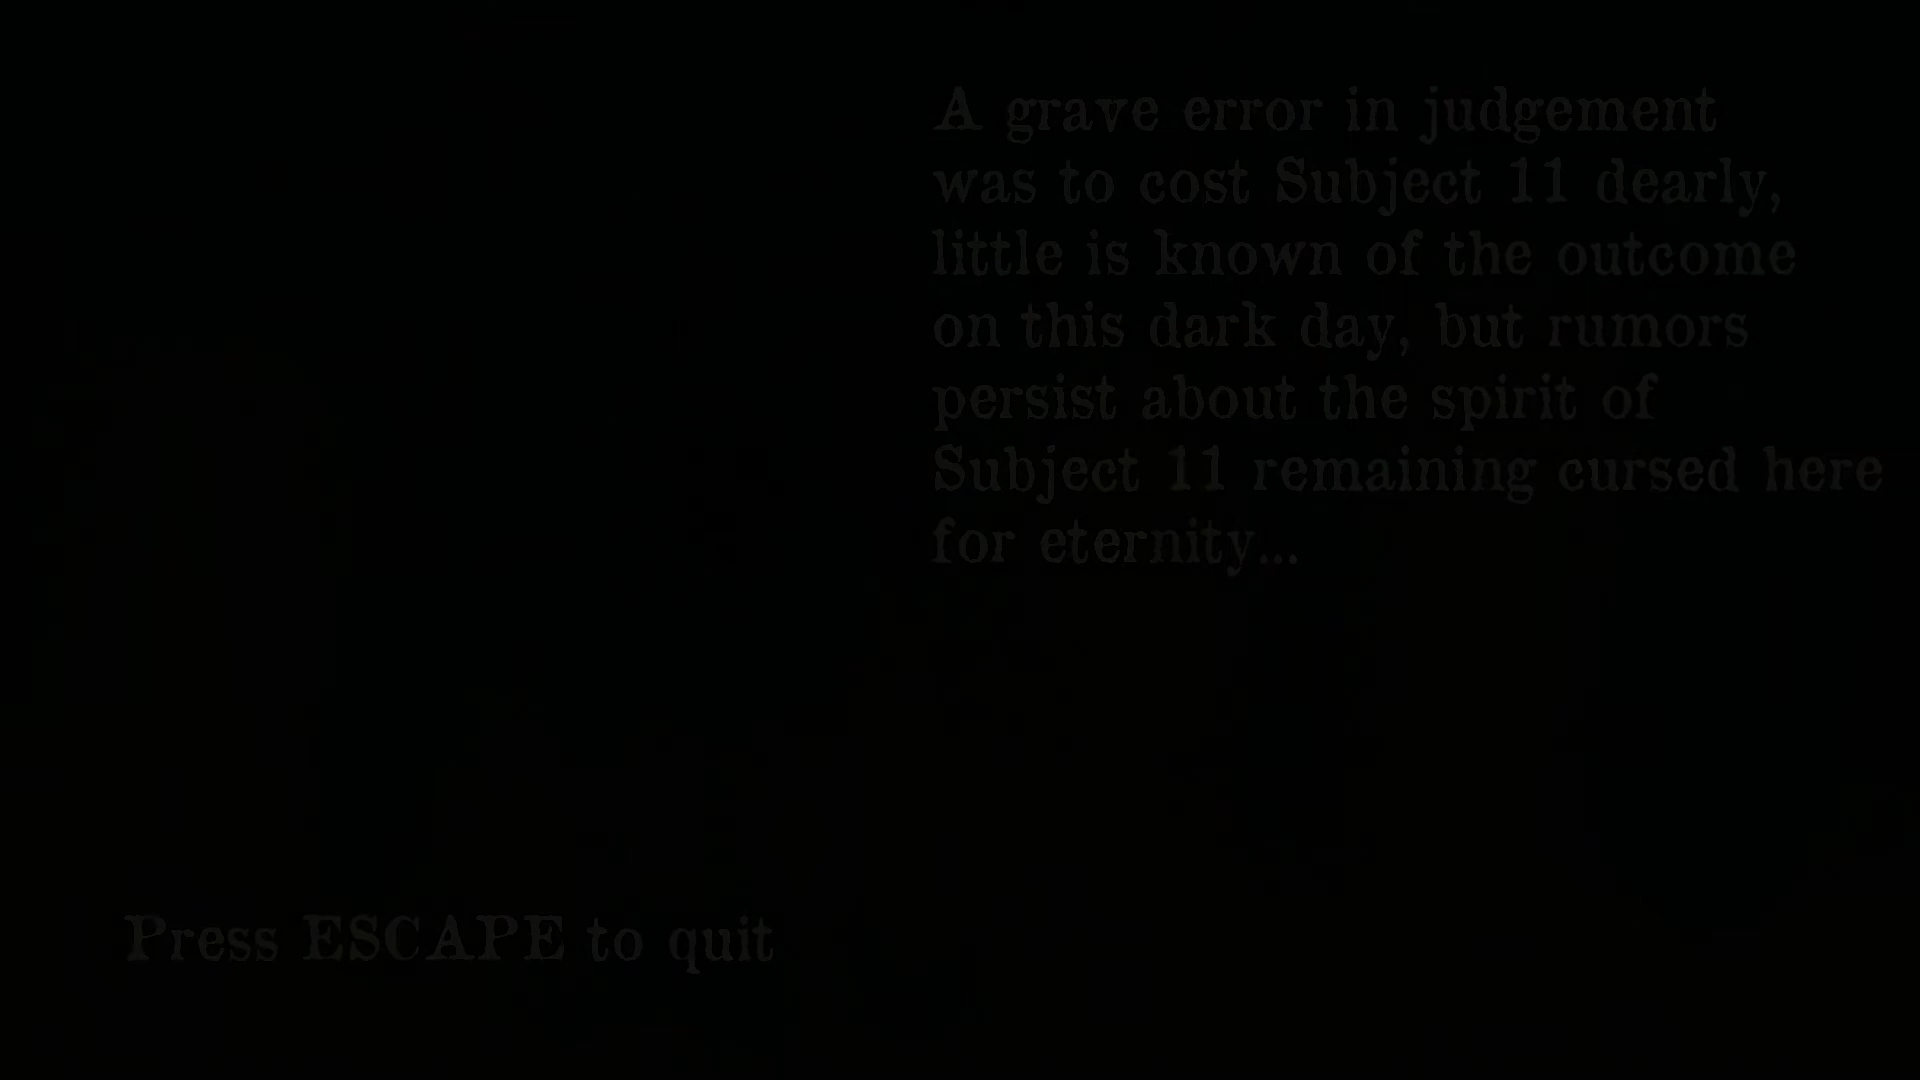 A grave error in judgement
was to cost Subject 11 dearly,
little is known of the outcome
on this dark day, but rumors
persist about the spirit of
Subject 11 remaining cursed here
for eternity...
Press ESCAPE to quit